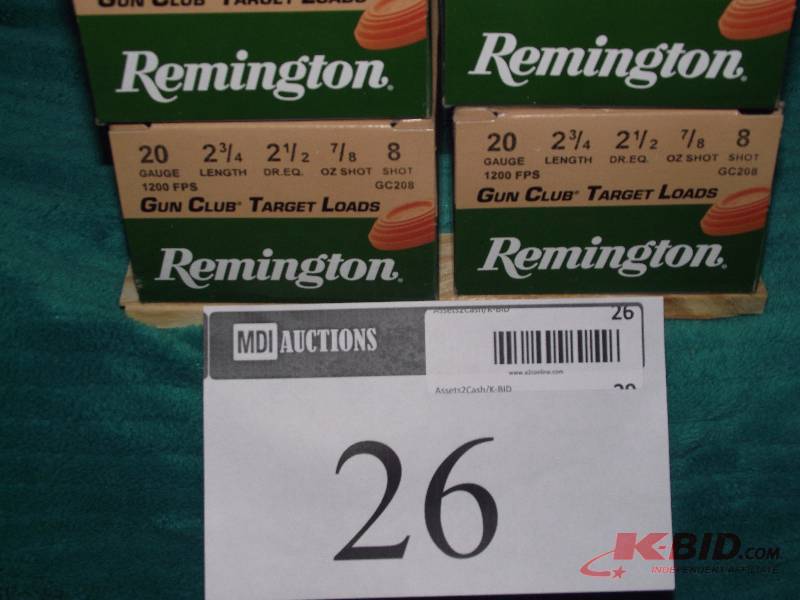 GUN CLUB® TARGET LOADS
Remington®
Remington®
20 2 3/4 2 1/2 7/8 8
GAUGE LENGTH DR.EQ. OZ SHOT SHOT
1200 FPS GC208
GUN CLUB® TARGET LOADS
Remington®
20 2 3/4 2 1/2 7/8 8
GAUGE LENGTH DR.EQ. OZ SHOT SHOT
1200 FPS GC208
GUN CLUB® TARGET LOADS
Remington®
MDI AUCTIONS
Assets2Cash/K-BID 26
www.a2conline.com
Assets2Cash/K-BID
26
K-BID.COM
INDEPENDENT AFFILIATE